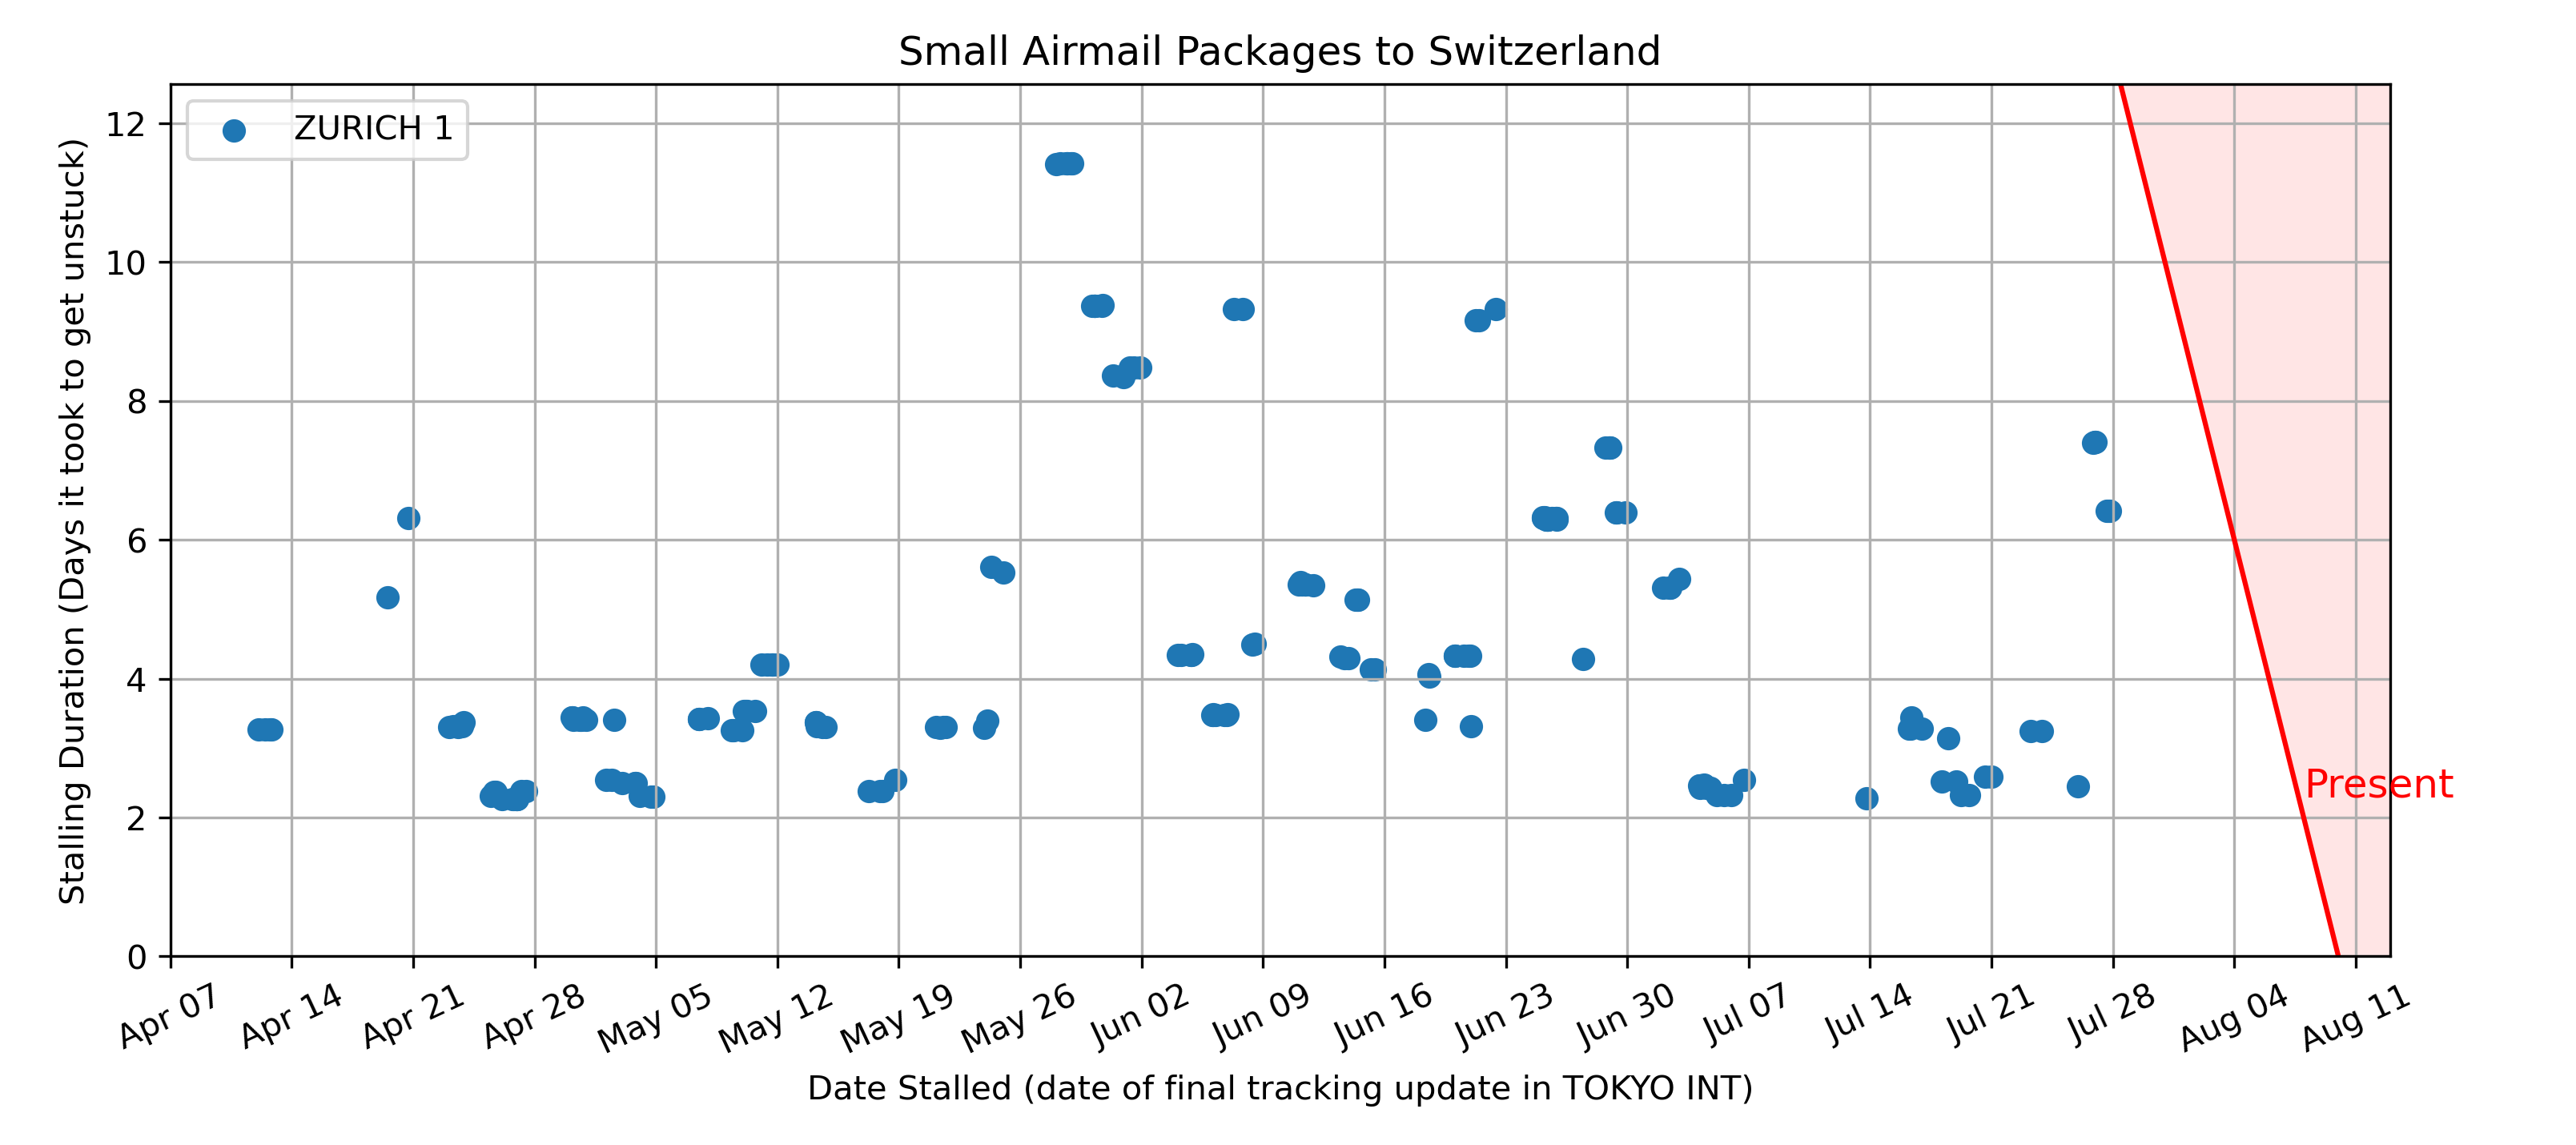 Small Airmail Packages to Switzerland
ZURICH 1
Stalling Duration (Days it took to get unstuck)
12
10
8
6
4
2
0
Present
Apr 07
Apr 14
Apr 21
Apr 28
May 05
May 12
May 19
May 26
Jun 02
Jun 09
Jun 16
Jun 23
Jun 30
Jul 07
Jul 14
Jul 21
Jul 28
Aug 04
Aug 11
Date Stalled (date of final tracking update in TOKYO INT)